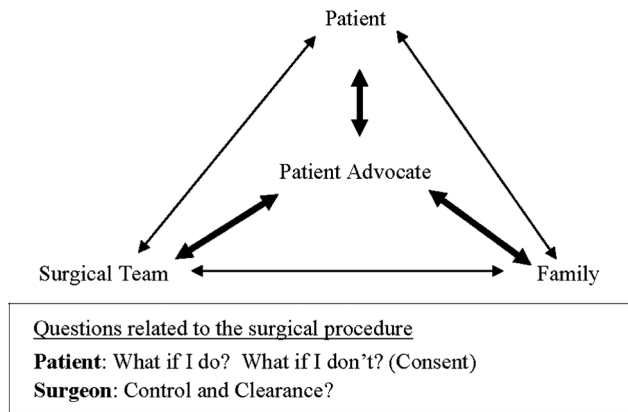 Patient
Patient Advocate
Surgical Team Family
Questions related to the surgical procedure
Patient: What if I do? What if I don't? (Consent)
Surgeon: Control and Clearance?